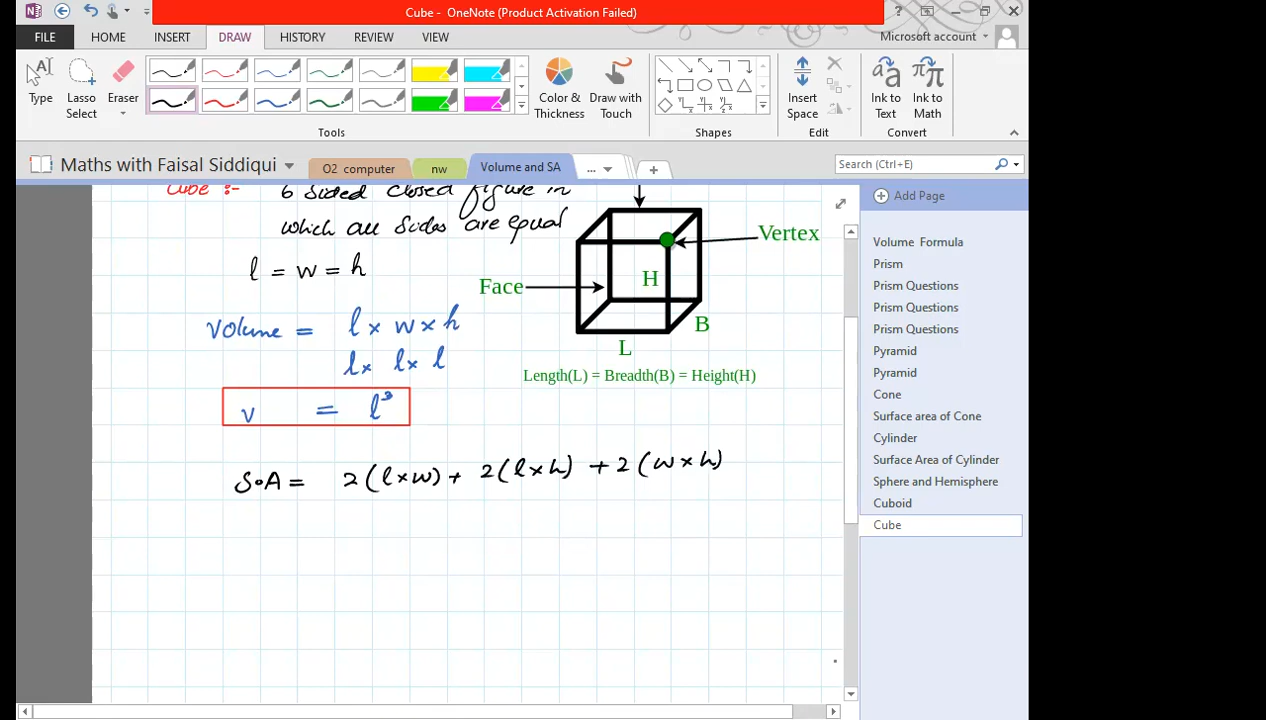 Cube - OneNote (Product Activation Failed)
FILE HOME INSERT DRAW HISTORY REVIEW VIEW
Microsoft account
Type
Lasso Select
Eraser
Color & Thickness
Draw with Touch
Insert Space
Ink to Text
Ink to Math
Tools
Shapes
Edit
Convert
Maths with Faisal Siddiqui
O2 computer
nw
Volume and SA
...
Search (Ctrl+E)
Cube :- 6 sided closed figure in
which all sides are equal
l = w = h
Volume = l × w × h
l × l × l
v = l³
S.A = 2(l×w) + 2(l×h) + 2(w×h)
Vertex
Face
H
B
L
Length(L) = Breadth(B) = Height(H)
Add Page
Volume Formula
Prism
Prism Questions
Prism Questions
Prism Questions
Pyramid
Pyramid
Cone
Surface area of Cone
Cylinder
Surface Area of Cylinder
Sphere and Hemisphere
Cuboid
Cube